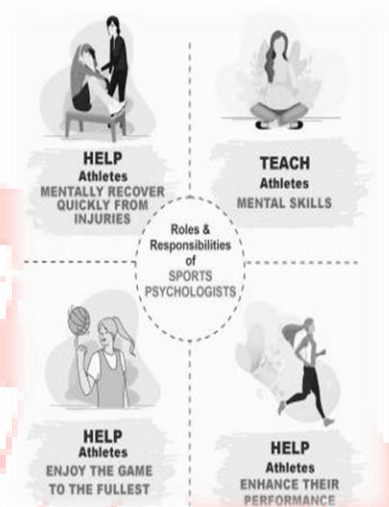 HELP
Athletes
MENTALLY RECOVER
QUICKLY FROM
INJURIES
TEACH
Athletes
MENTAL SKILLS
Roles &
Responsibilities
of
SPORTS
PSYCHOLOGISTS
HELP
Athletes
ENJOY THE GAME
TO THE FULLEST
HELP
Athletes
ENHANCE THEIR
PERFORMANCE